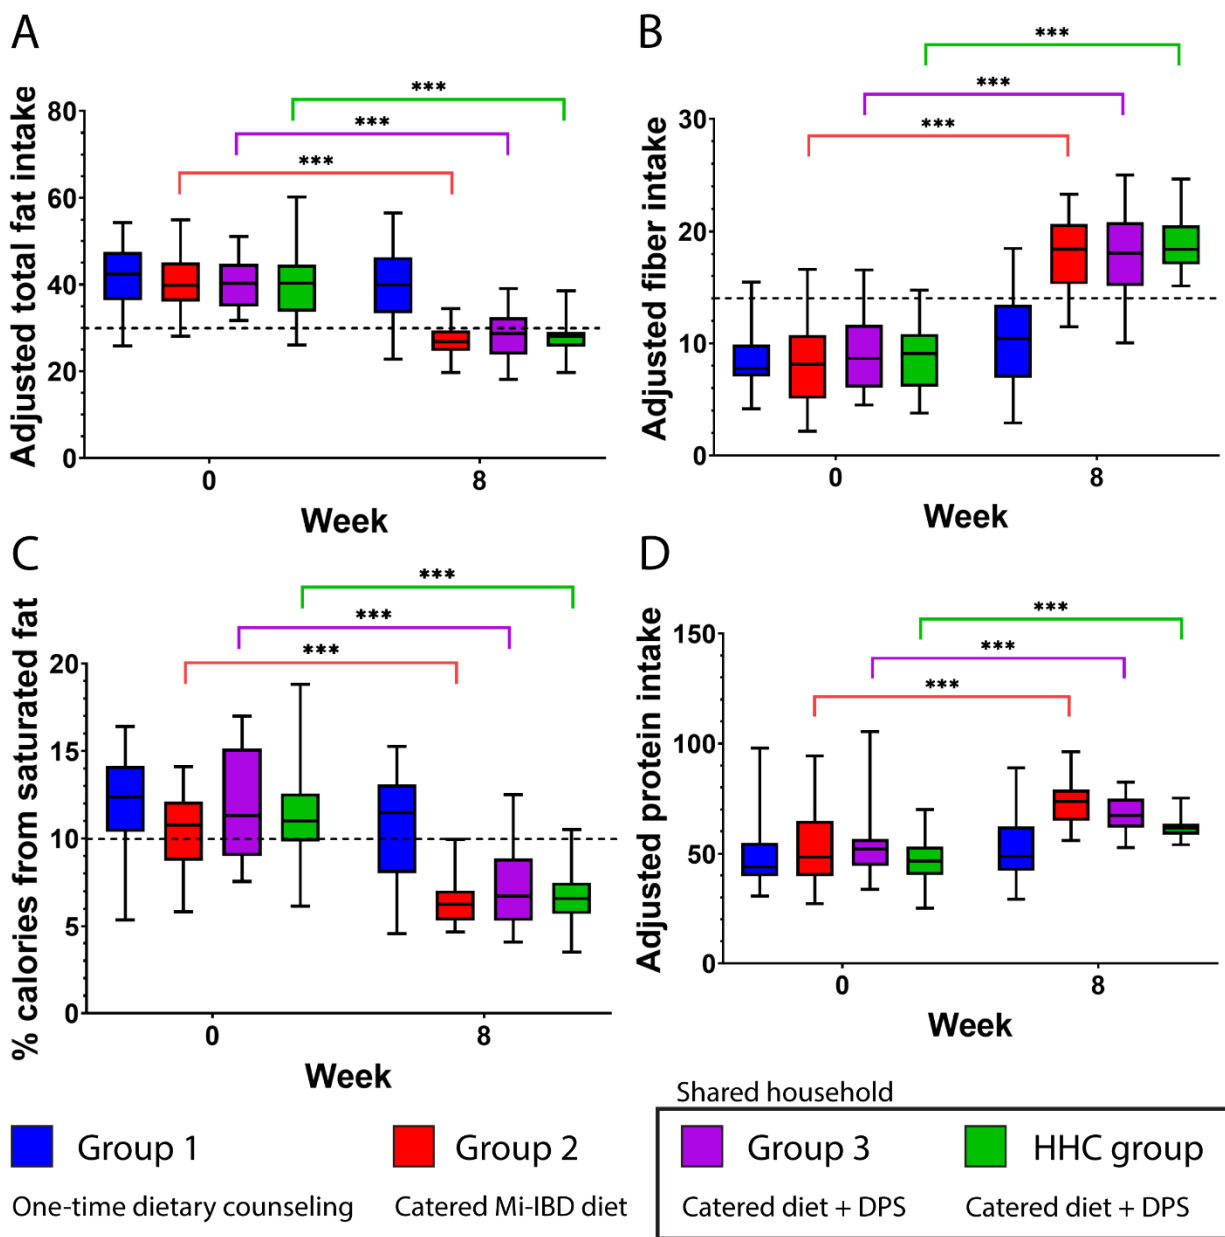 A
Adjusted total fat intake
80
60
40
20
0
***
***
***
0
8
Week
B
Adjusted fiber intake
30
20
10
0
***
***
***
0
8
Week
C
% calories from saturated fat
20
15
10
5
0
***
***
***
0
8
Week
D
Adjusted protein intake
150
100
50
0
***
***
***
0
8
Week
Shared household
Group 1
Group 2
Group 3
HHC group
One-time dietary counseling
Catered Mi-IBD diet
Catered diet + DPS
Catered diet + DPS